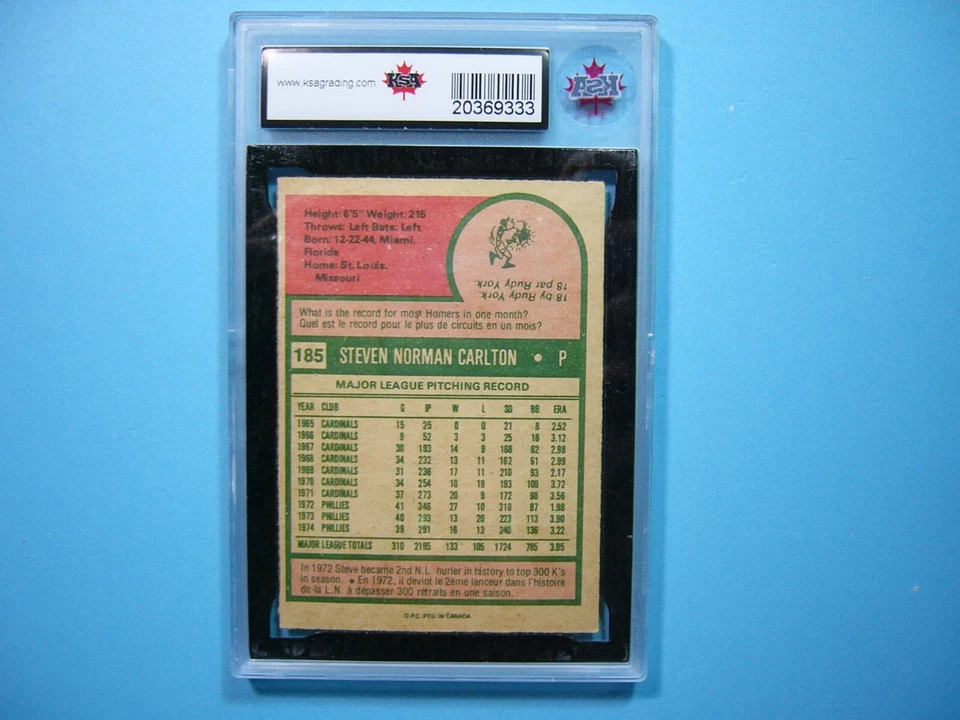 www.ksagrading.com
KSA
20369333
KSA
Height: 6'5" Weight: 215
Throws: Left Bats: Left
Born: 12-22-44, Miami,
Florida
Home: St. Louis,
Missouri
18 by Rudy York.
18 par Rudy York.
What is the record for most Homers in one month?
Quel est le record pour le plus de circuits en un mois?
185 STEVEN NORMAN CARLTON • P
MAJOR LEAGUE PITCHING RECORD
YEAR CLUB G IP W L SO BB ERA
1965 CARDINALS 15 25 0 0 21 8 2.52
1966 CARDINALS 9 52 3 3 25 18 3.12
1967 CARDINALS 30 193 14 9 168 62 2.98
1968 CARDINALS 34 232 13 11 162 61 2.99
1969 CARDINALS 31 236 17 11 210 93 2.17
1970 CARDINALS 34 254 10 19 193 109 3.72
1971 CARDINALS 37 273 20 9 172 98 3.56
1972 PHILLIES 41 346 27 10 310 87 1.98
1973 PHILLIES 40 293 13 20 223 113 3.90
1974 PHILLIES 39 291 16 13 240 136 3.22
MAJOR LEAGUE TOTALS 310 2195 133 105 1724 785 3.05
In 1972 Steve became 2nd N.L. hurler in history to top 300 K's
in season. • En 1972, il devint le 2ème lanceur dans l'histoire
de la L.N. à dépasser 300 retraits en une saison.
O.P.C. PTG. IN CANADA